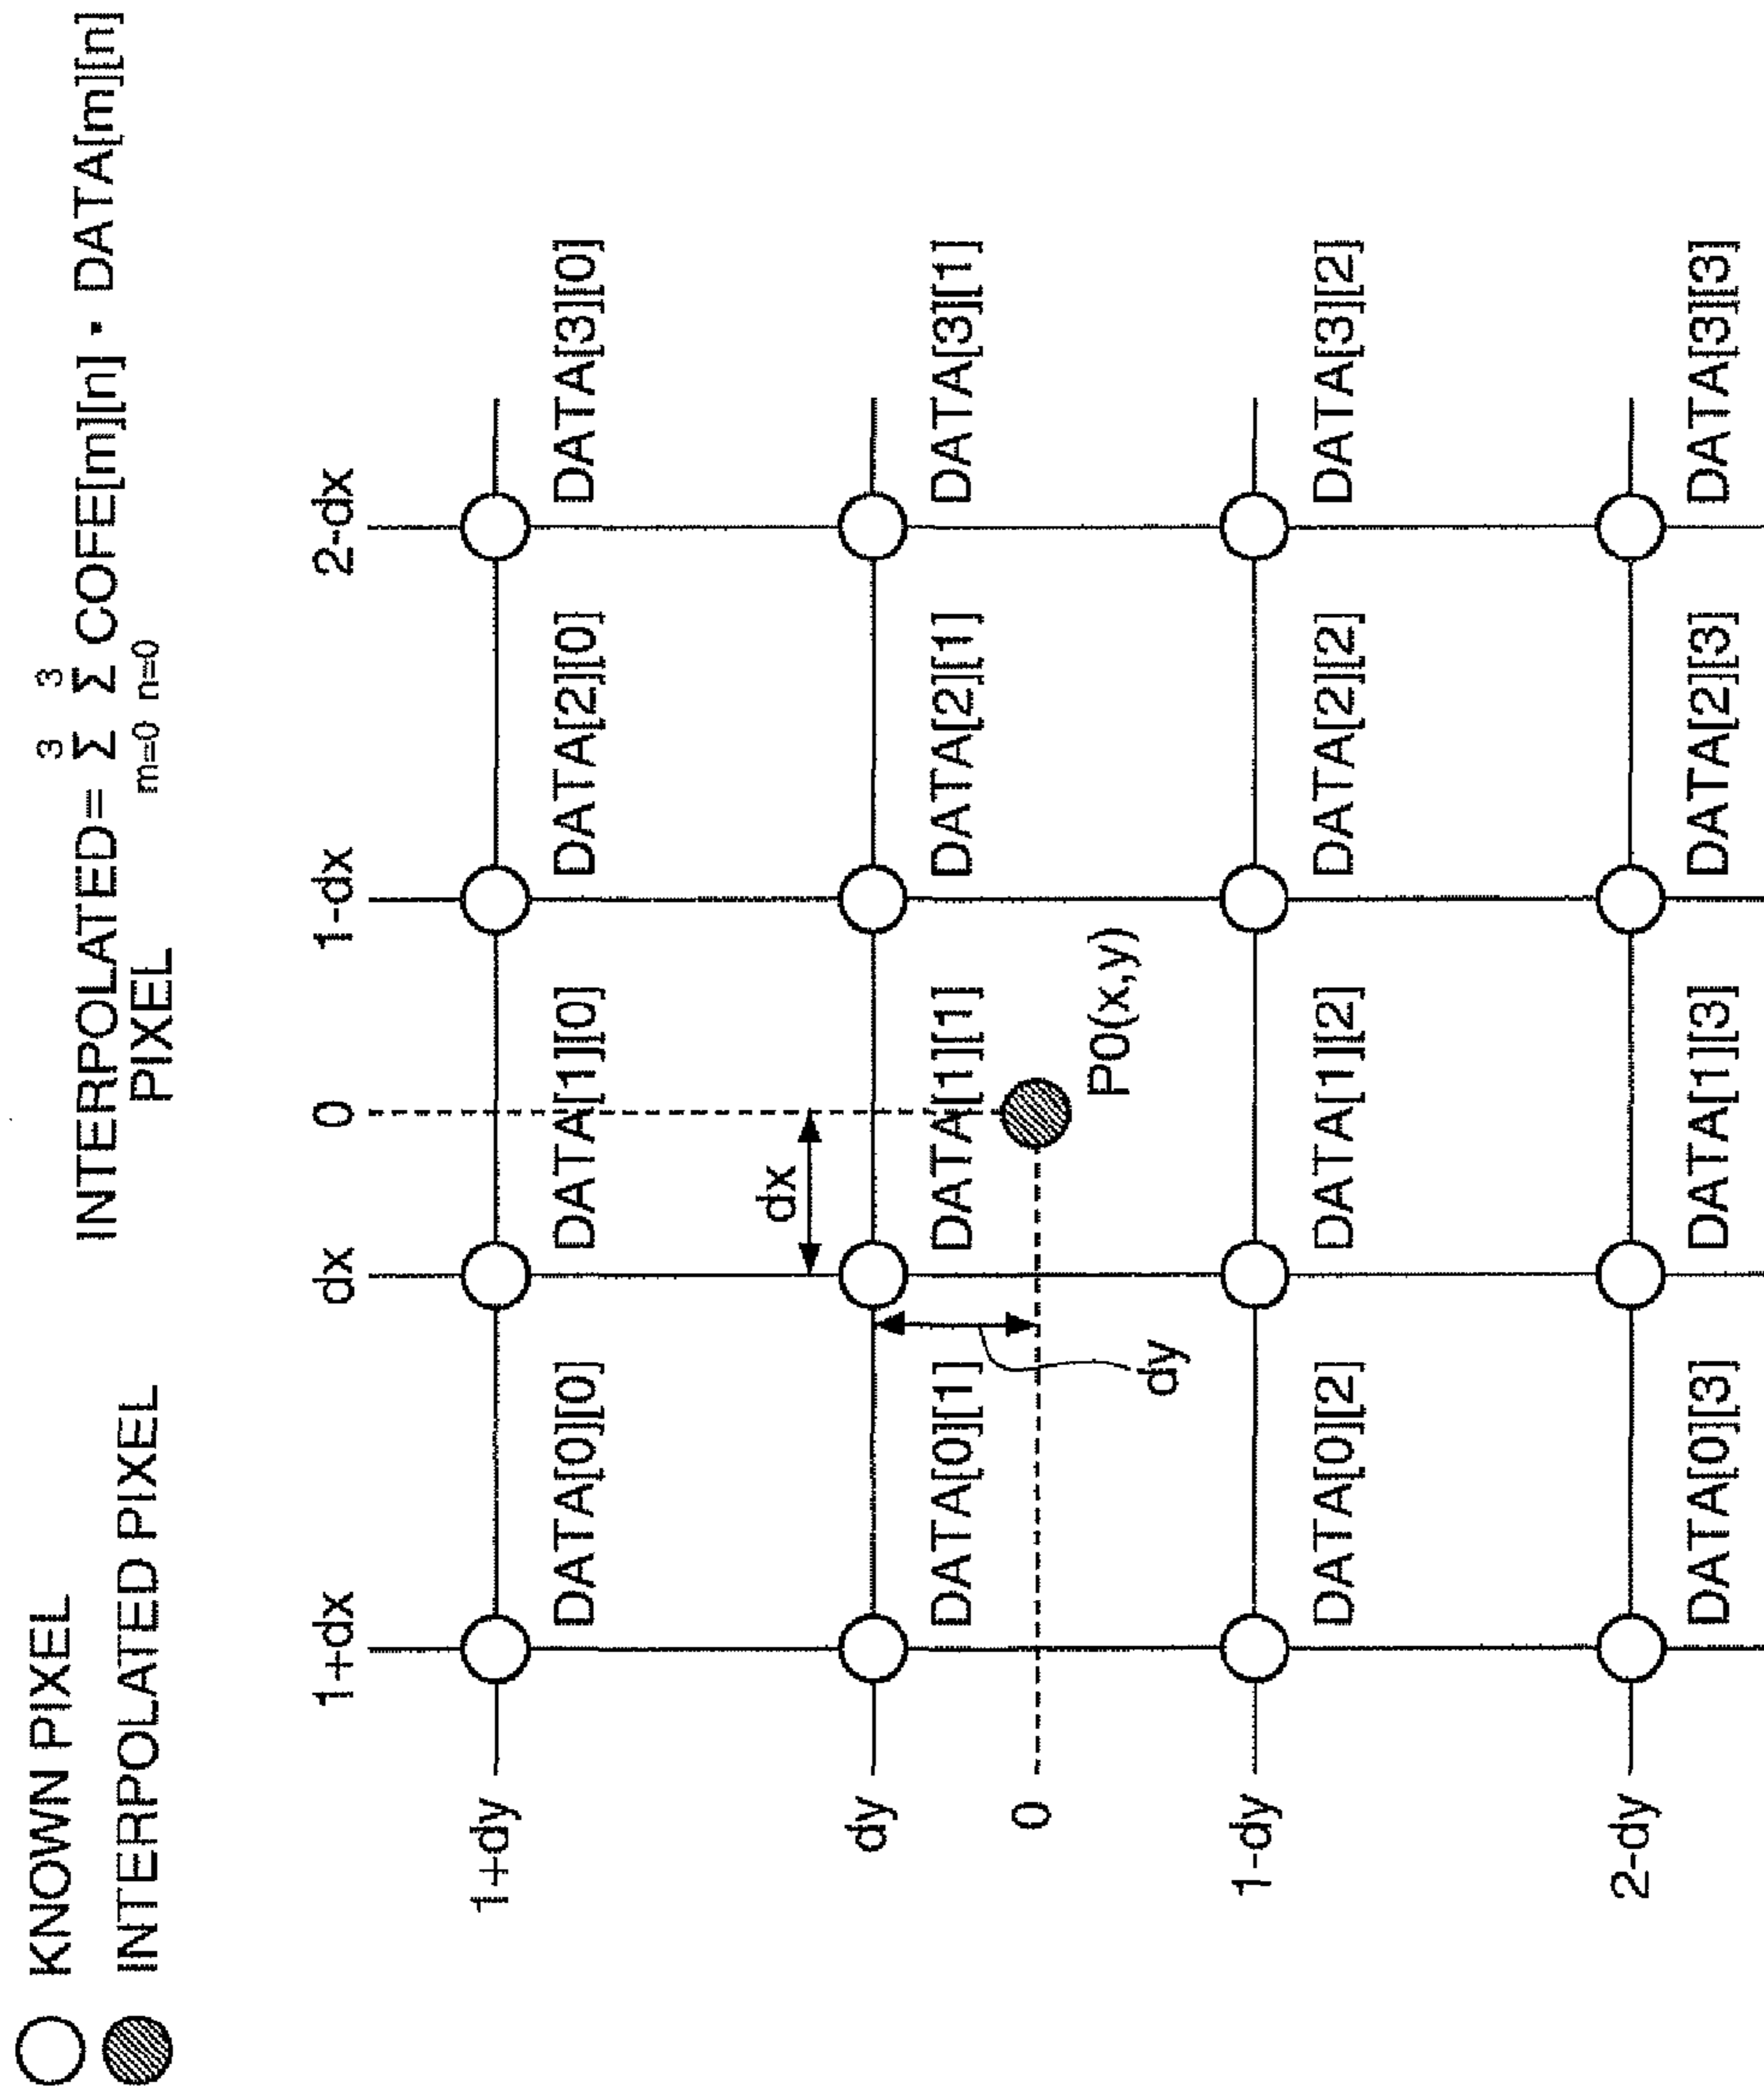 KNOWN PIXEL
INTERPOLATED PIXEL
3 3
INTERPOLATED= Σ Σ COFE[m][n] · DATA[m][n]
PIXEL m=0 n=0
1+dx dx 0 1-dx 2-dx
1+dy
DATA[0][0] DATA[1][0] DATA[2][0] DATA[3][0]
dx
dy
DATA[0][1] DATA[1][1] DATA[2][1] DATA[3][1]
0
P0(x,y)
dy
1-dy
DATA[0][2] DATA[1][2] DATA[2][2] DATA[3][2]
2-dy
DATA[0][3] DATA[1][3] DATA[2][3] DATA[3][3]